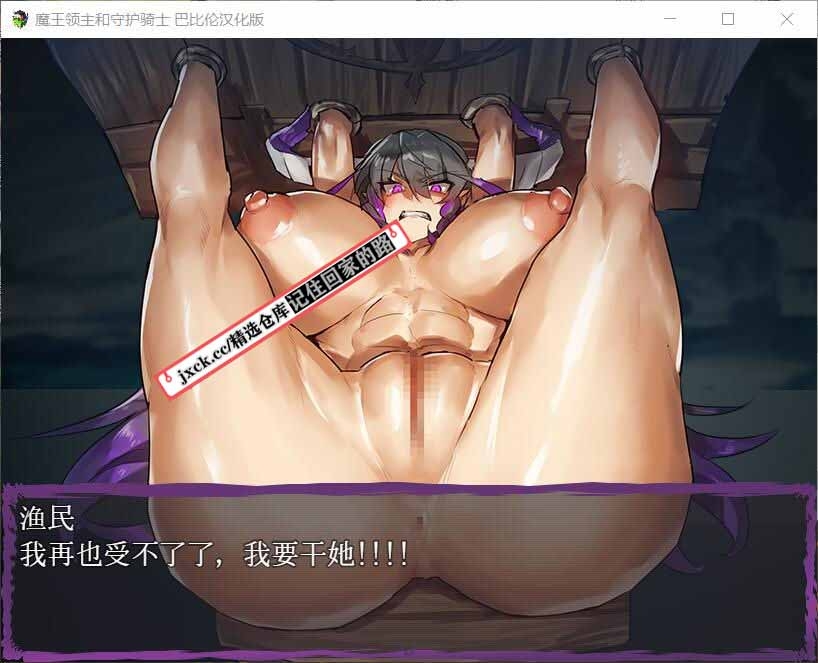 魔王领主和守护骑士 巴比伦汉化版
jxck.cc/精选仓库记住回家的路
渔民
我再也受不了了，我要干她!!!!